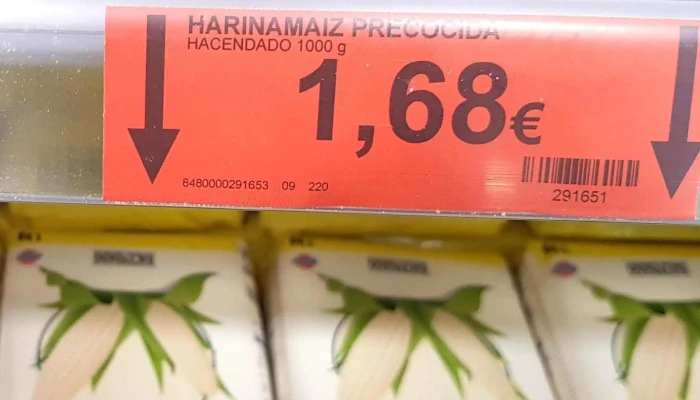 HARINAMAIZ PRECOCIDA
HACENDADO 1000 g
1,68€
8480000291653 09 220
291651